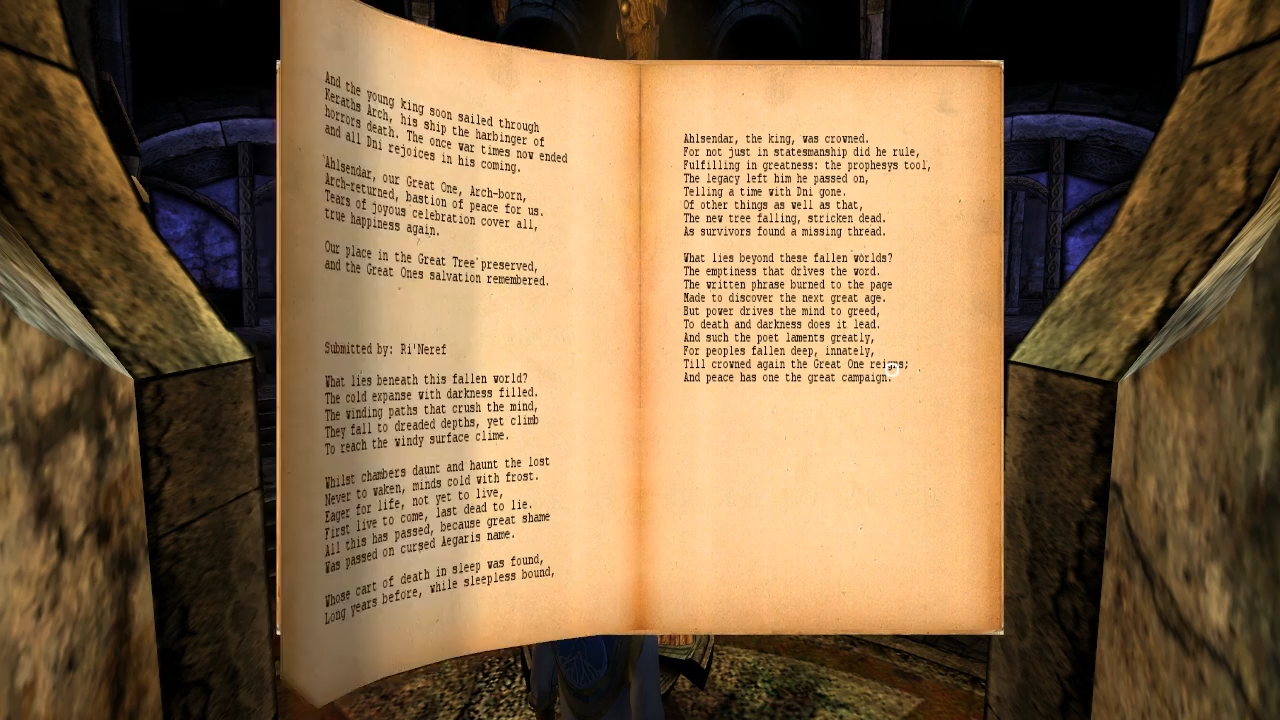 And the young king soon sailed through
Keraths Arch, his ship the harbinger of
horrors death. The once war times now ended
and all Dni rejoices in his coming.
Ahlsendar, our Great One, Arch-born,
Arch-returned, bastion of peace for us.
Tears of joyous celebration cover all,
true happiness again.
Our place in the Great Tree preserved,
and the Great Ones salvation remembered.
Submitted by: Ri'Neref
What lies beneath this fallen world?
The cold expanse with darkness filled.
The winding paths that crush the mind,
They fall to dreaded depths, yet climb
To reach the windy surface clime.
Whilst chambers daunt and haunt the lost
Never to waken, minds cold with frost.
Eager for life, not yet to live,
First live to come, last dead to lie.
All this has passed, because great shame
Was passed on cursed Aegaris name.
Whose cart of death in sleep was found,
Long years before, while sleepless bound,
Ahlsendar, the king, was crowned.
For not just in statesmanship did he rule,
Fulfilling in greatness: the prophesys tool,
The legacy left him he passed on,
Telling a time with Dni gone.
Of other things as well as that,
The new tree falling, stricken dead.
As survivors found a missing thread.
What lies beyond these fallen worlds?
The emptiness that drives the word.
The written phrase burned to the page
Made to discover the next great age.
But power drives the mind to greed,
To death and darkness does it lead.
And such the poet laments greatly,
For peoples fallen deep, innately,
Till crowned again the Great One reigns;
And peace has one the great campaign.